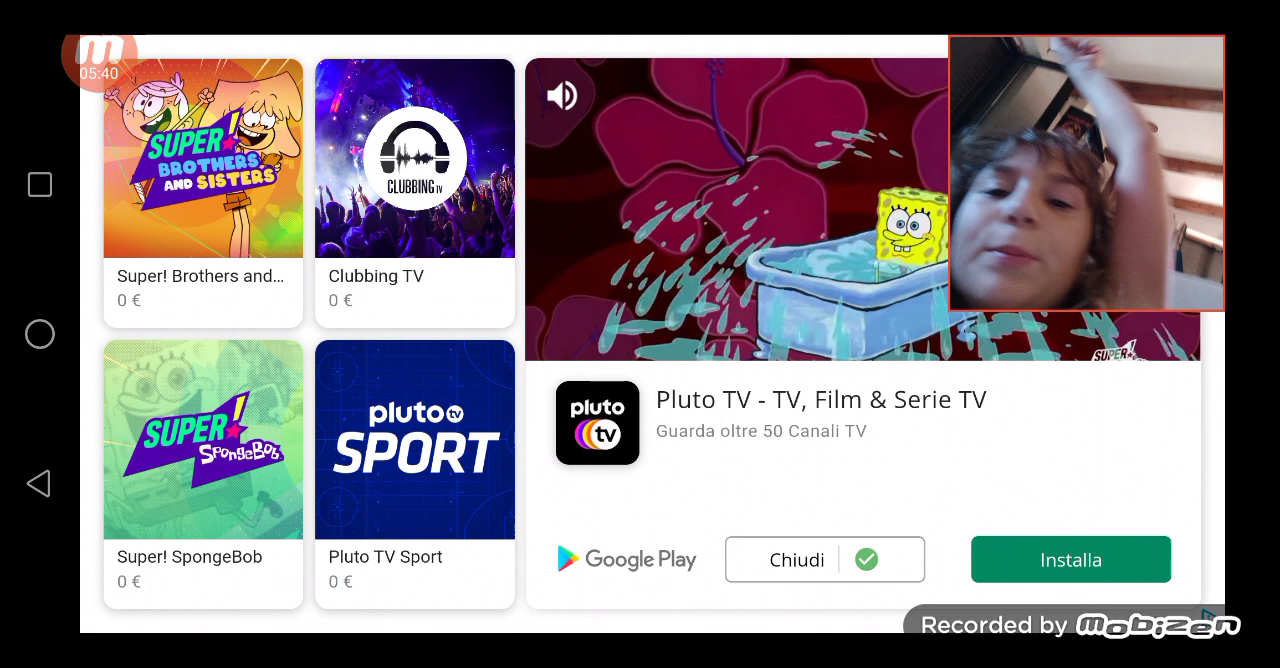 05:40
SUPER!
BROTHERS
AND SISTERS
Super! Brothers and...
0 €
CLUBBING TV
Clubbing TV
0 €
SUPER!
SpongeBob
Super! SpongeBob
0 €
pluto tv
SPORT
Pluto TV Sport
0 €
SUPER!
pluto
tv
Pluto TV - TV, Film & Serie TV
Guarda oltre 50 Canali TV
Google Play
Chiudi
Installa
Recorded by mobizen